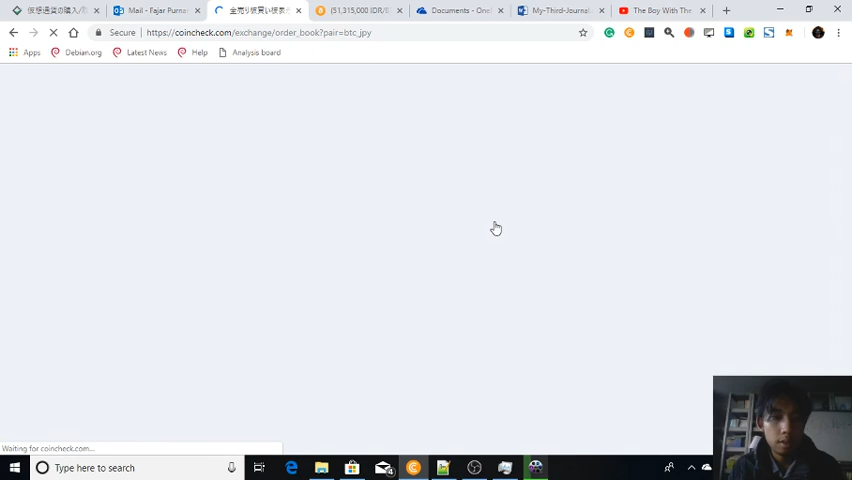 仮想通貨の購入/
Mail - Fajar Purna
全売り板買い板表
(51,315,000 IDR/
Documents - One
My-Third-Journal
The Boy With The
Secure
https://coincheck.com/exchange/order_book?pair=btc_jpy
Apps
Debian.org
Latest News
Help
Analysis board
Waiting for coincheck.com...
Type here to search
4